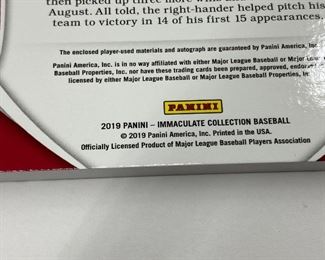 then picked up three more wins
August. All told, the right-hander helped pitch his
team to victory in 14 of his first 15 appearances.
The enclosed player-used materials and autograph are guaranteed by Panini America, Inc.
Panini America, Inc. is in no way affiliated with either Major League Baseball or Major League
Baseball Properties, Inc. nor have these trading cards been prepared, approved, endorsed
licensed by either Major League Baseball or Major League Baseball Properties, Inc.
PANINI
2019 PANINI – IMMACULATE COLLECTION BASEBALL
© 2019 Panini America, Inc. Printed in the USA.
Officially Licensed Product of Major League Baseball Players Association